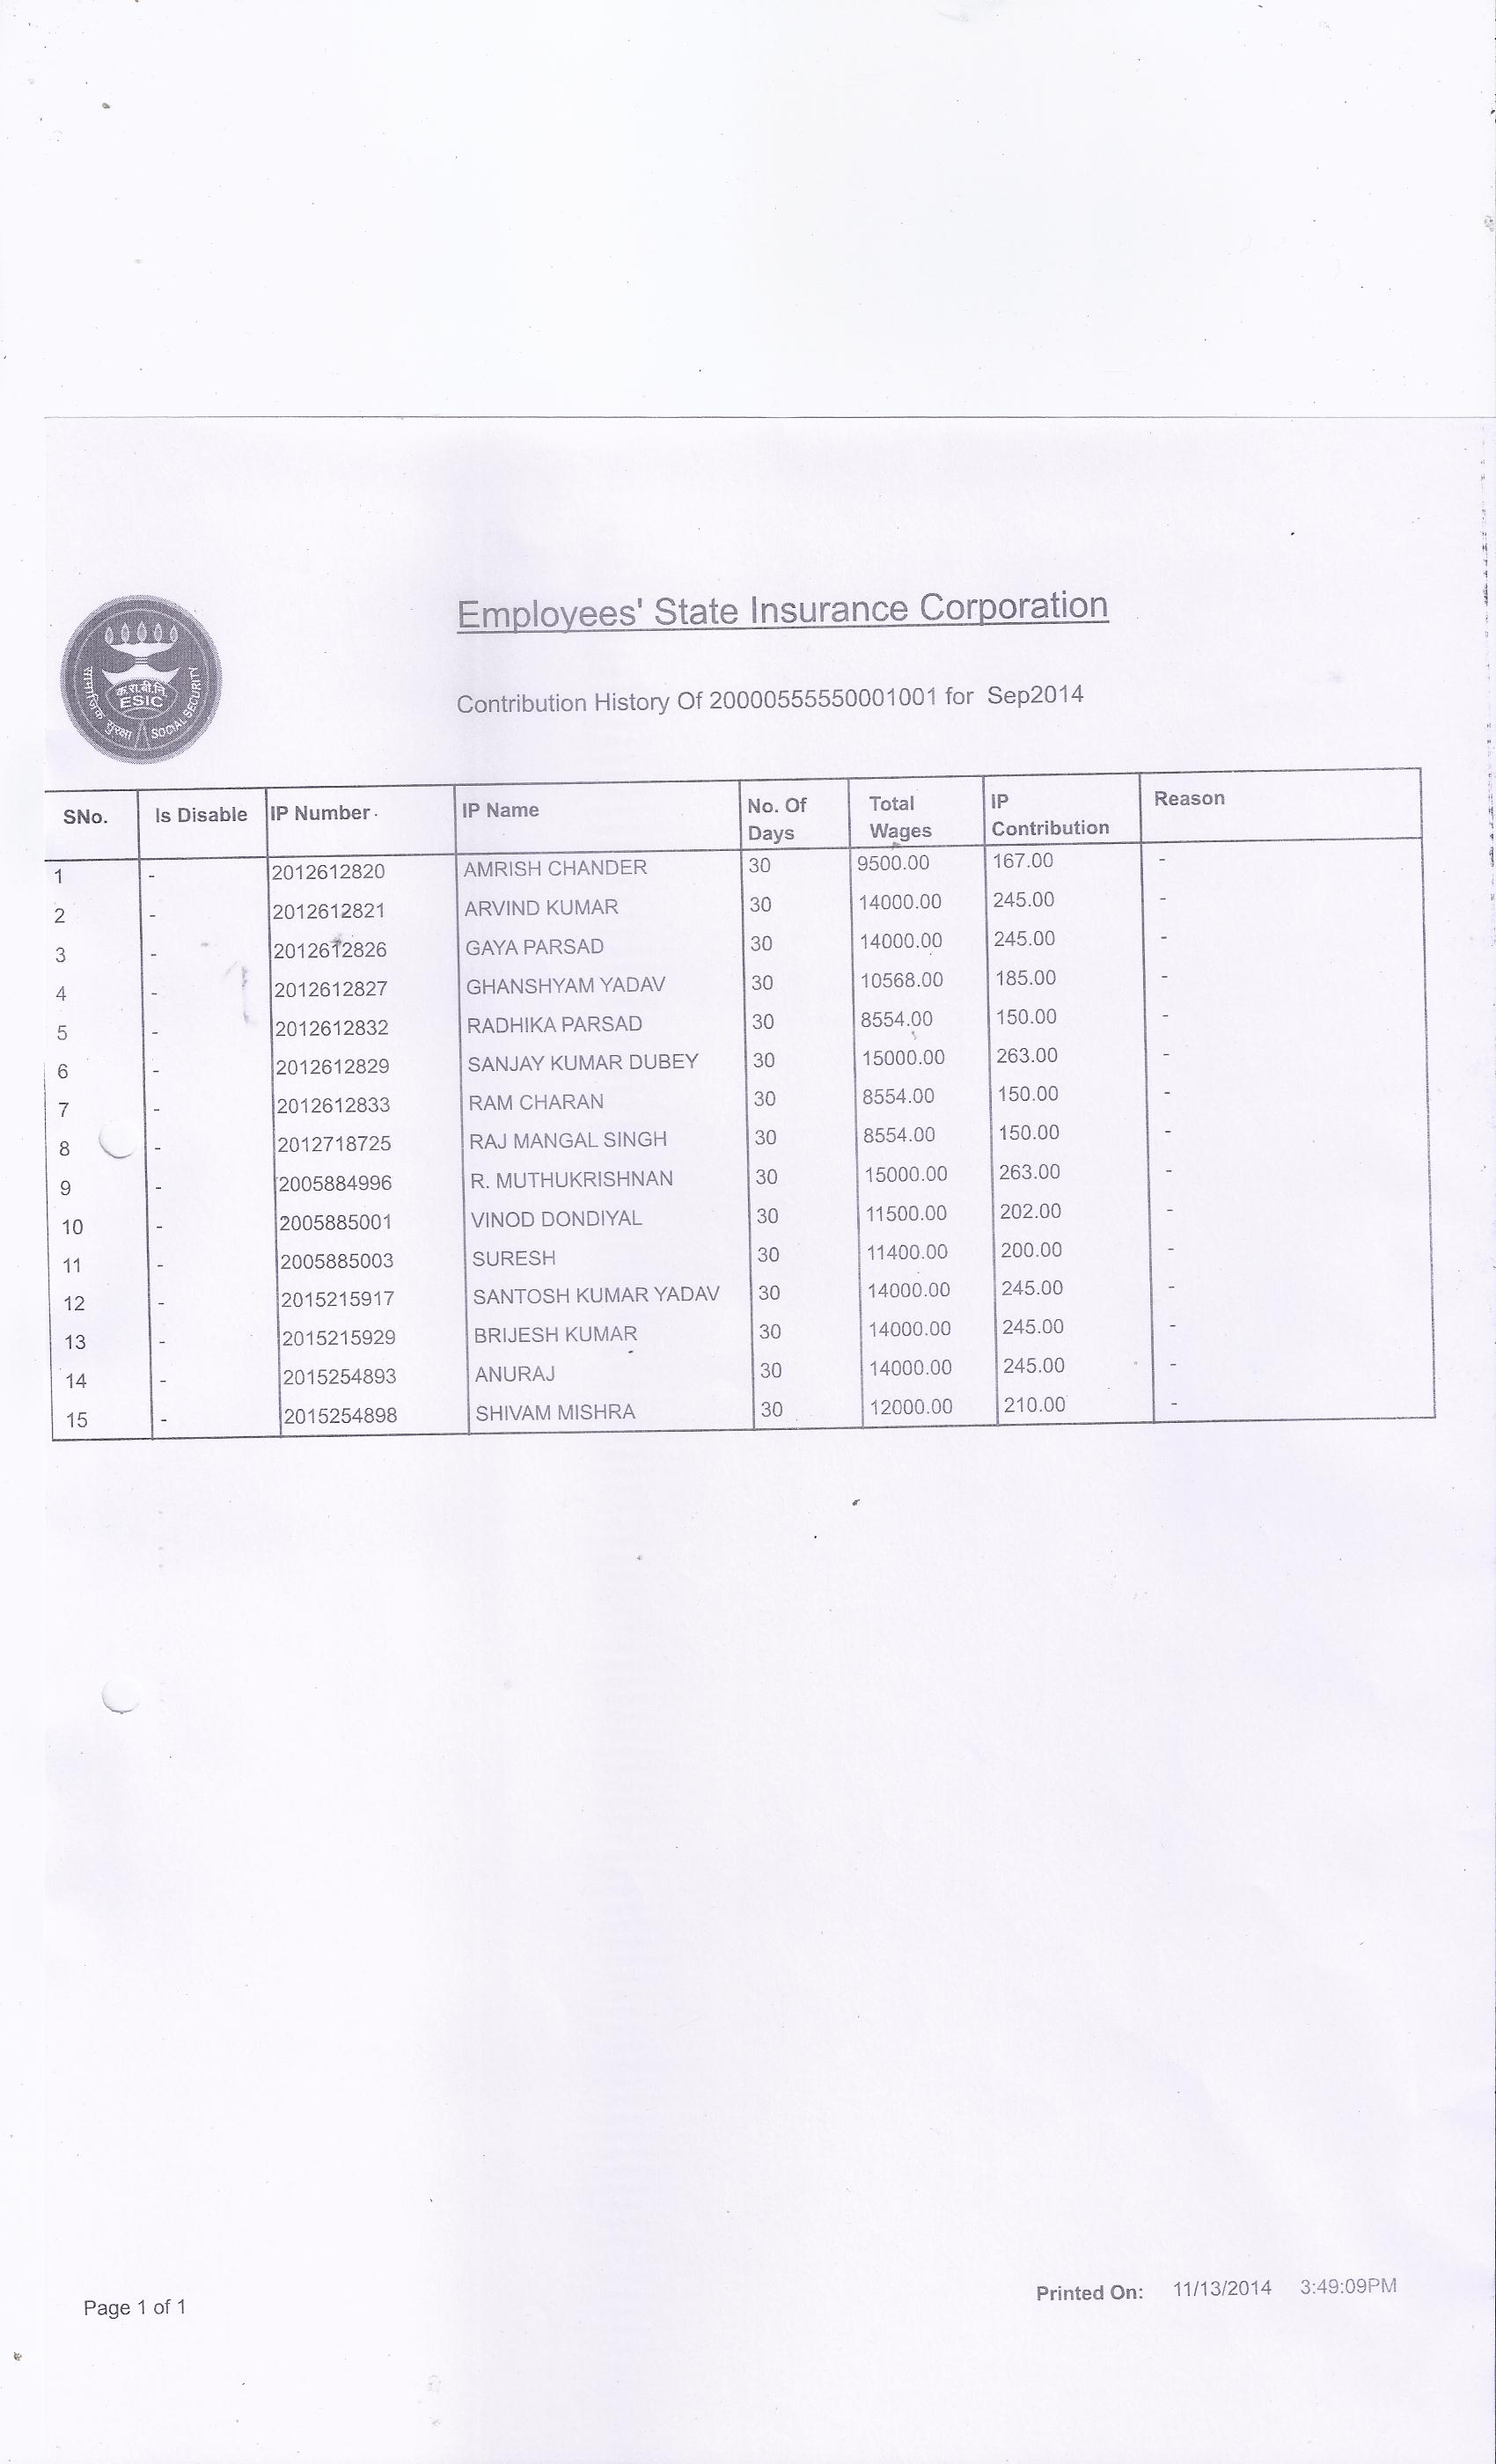 Employees' State Insurance Corporation
क.रा.बी.नि.
ESIC
सामाजिक सुरक्षा SOCIAL SECURITY
Contribution History Of 20000555550001001 for Sep2014
SNo. Is Disable IP Number IP Name No. Of Days Total Wages IP Contribution Reason
1 - 2012612820 AMRISH CHANDER 30 9500.00 167.00 -
2 - 2012612821 ARVIND KUMAR 30 14000.00 245.00 -
3 - 2012612826 GAYA PARSAD 30 14000.00 245.00 -
4 - 2012612827 GHANSHYAM YADAV 30 10568.00 185.00 -
5 - 2012612832 RADHIKA PARSAD 30 8554.00 150.00 -
6 - 2012612829 SANJAY KUMAR DUBEY 30 15000.00 263.00 -
7 - 2012612833 RAM CHARAN 30 8554.00 150.00 -
8 - 2012718725 RAJ MANGAL SINGH 30 8554.00 150.00 -
9 - 2005884996 R. MUTHUKRISHNAN 30 15000.00 263.00 -
10 - 2005885001 VINOD DONDIYAL 30 11500.00 202.00 -
11 - 2005885003 SURESH 30 11400.00 200.00 -
12 - 2015215917 SANTOSH KUMAR YADAV 30 14000.00 245.00 -
13 - 2015215929 BRIJESH KUMAR 30 14000.00 245.00 -
14 - 2015254893 ANURAJ 30 14000.00 245.00 -
15 - 2015254898 SHIVAM MISHRA 30 12000.00 210.00 -
Page 1 of 1 Printed On: 11/13/2014 3:49:09PM